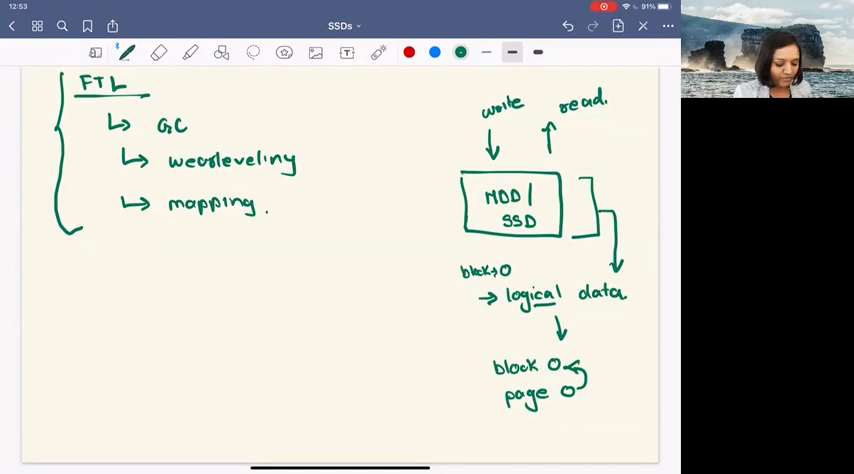 12:53
SSDs
91%
FTL
↳ GC
↳ wearleveling
↳ mapping.
write
read.
HDD/
SSD
block→0
→ logical data
block 0
page 0